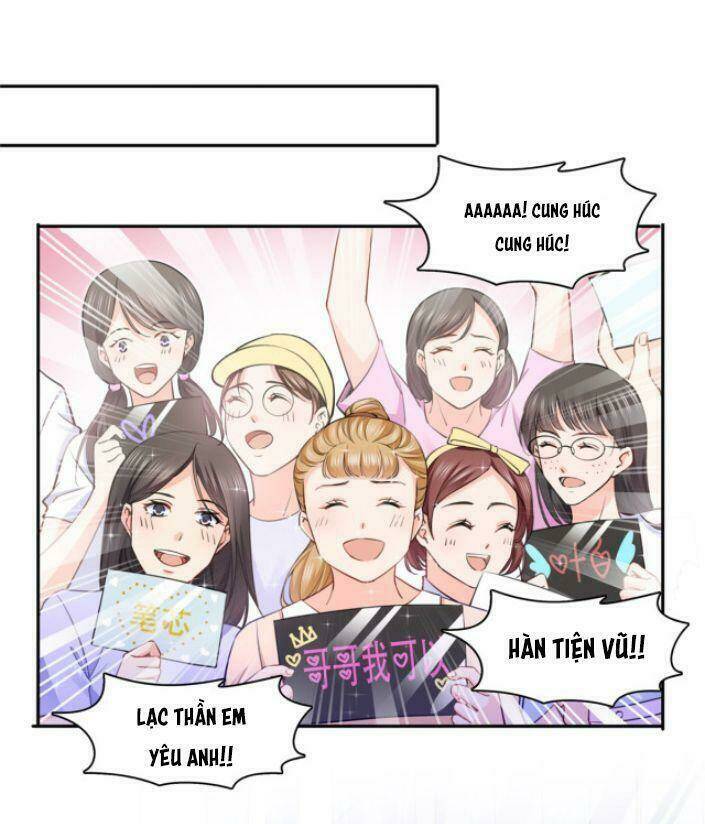 AAAAAA! CUNG HÚC
CUNG HÚC!
笔芯
哥哥我可以
HÀN TIỆN VŨ!!
LẠC THẦN EM
YÊU ANH!!